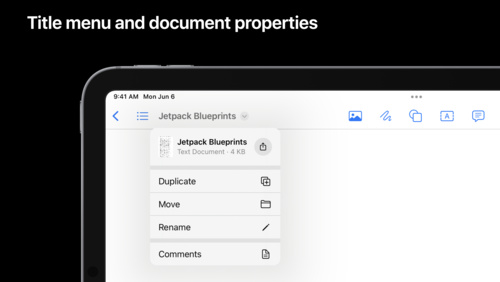 Title menu and document properties
9:41 AM Mon Jun 6
Jetpack Blueprints
A
Jetpack Blueprints
Text Document · 4 KB
Duplicate
Move
Rename
Comments